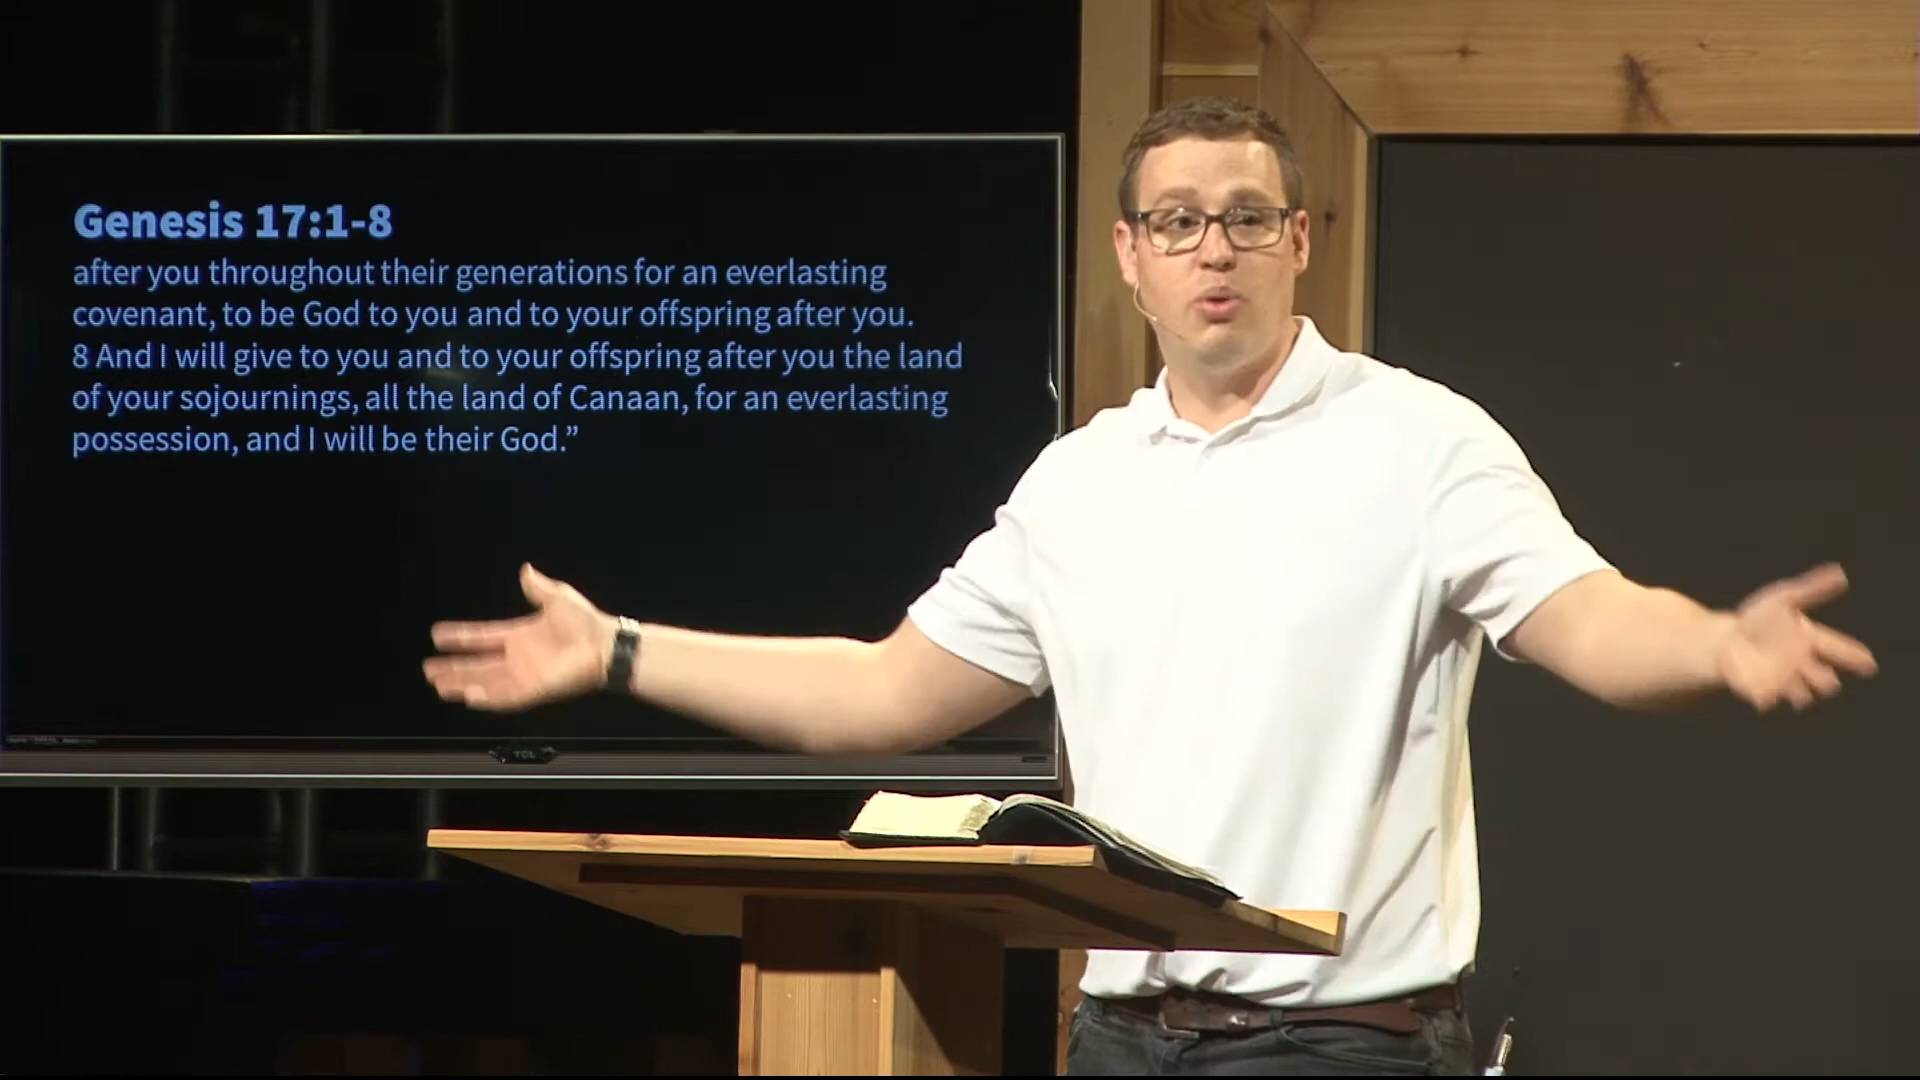 Genesis 17:1-8
after you throughout their generations for an everlasting
covenant, to be God to you and to your offspring after you.
8 And I will give to you and to your offspring after you the land
of your sojournings, all the land of Canaan, for an everlasting
possession, and I will be their God.”
TCL